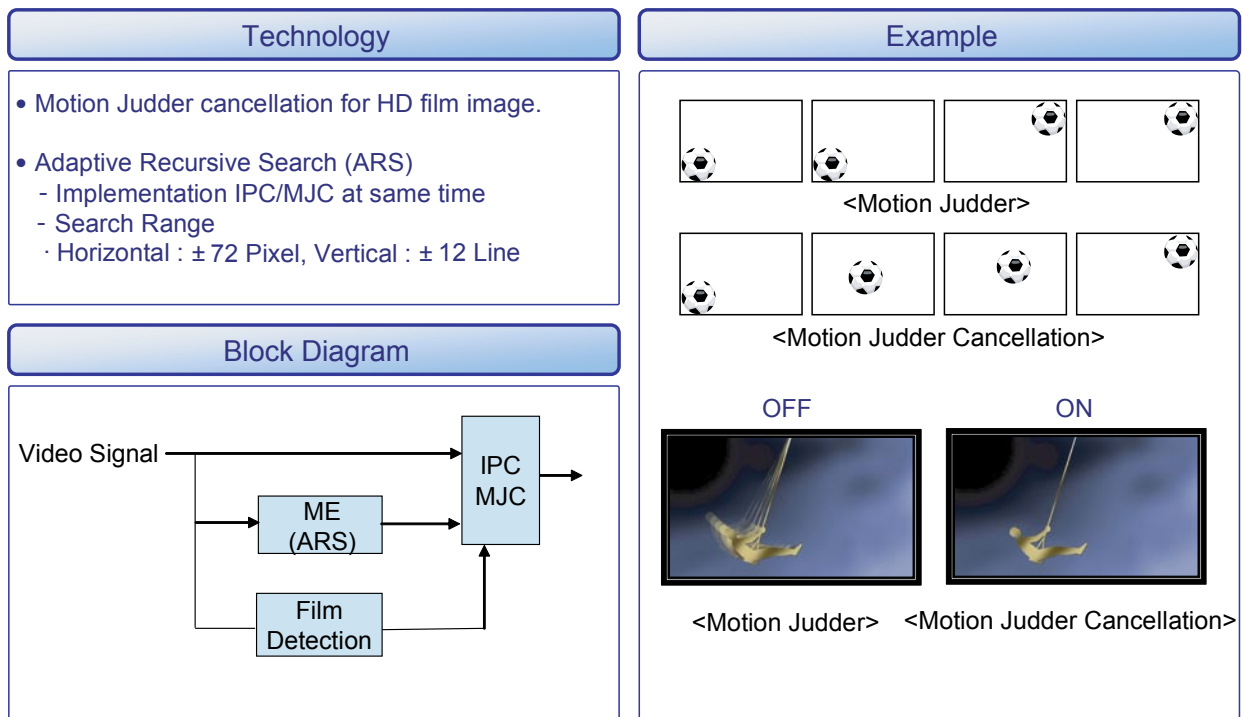 Technology
• Motion Judder cancellation for HD film image.
• Adaptive Recursive Search (ARS)
- Implementation IPC/MJC at same time
- Search Range
· Horizontal : ± 72 Pixel, Vertical : ± 12 Line
Block Diagram
Video Signal
IPC
MJC
ME
(ARS)
Film
Detection
Example
<Motion Judder>
<Motion Judder Cancellation>
OFF
ON
<Motion Judder>
<Motion Judder Cancellation>